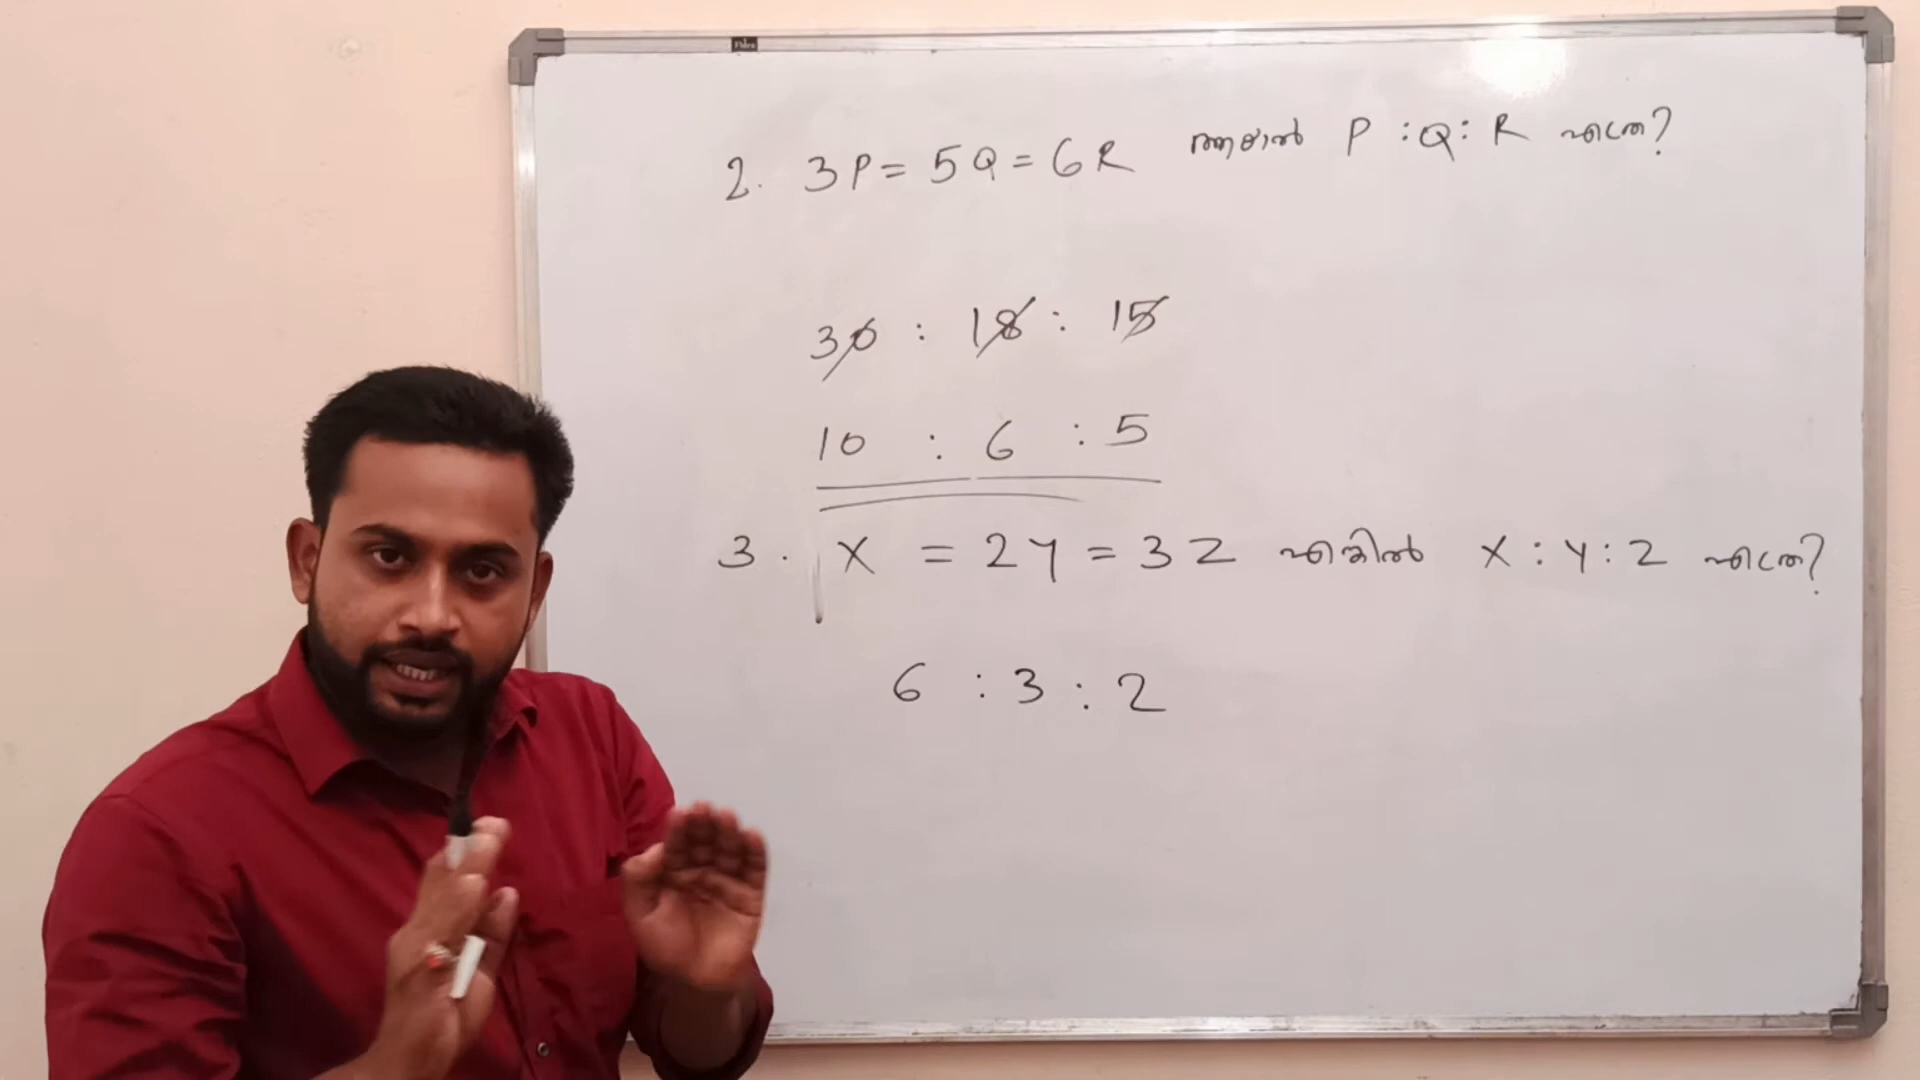 2. 3P = 5Q = 6R ആയാൽ P : Q : R എത്ര?
30 : 18 : 15
10 : 6 : 5
3. X = 2Y = 3Z എങ്കിൽ X : Y : Z എത്ര?
6 : 3 : 2